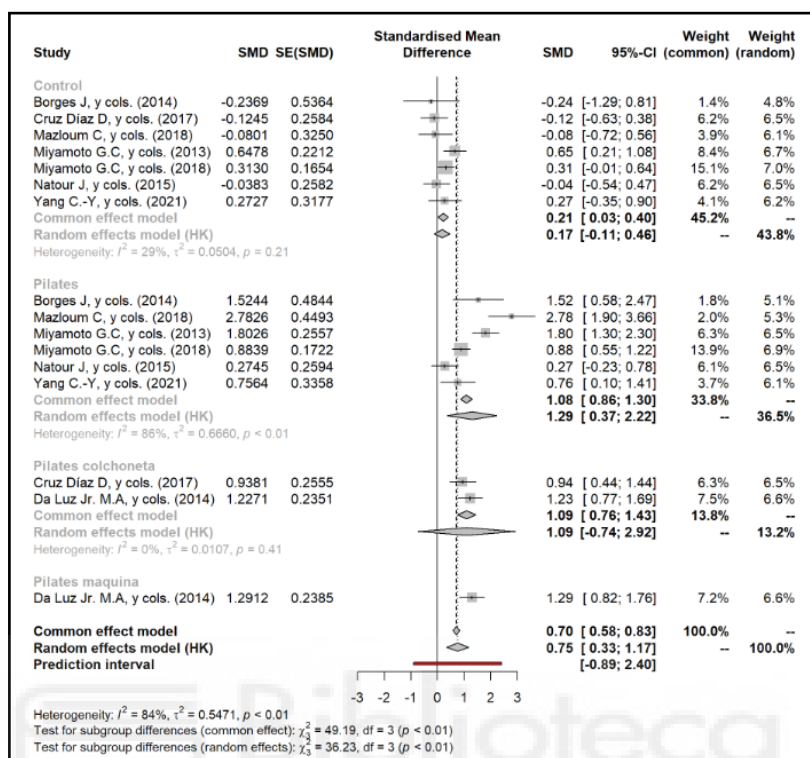 Standardised Mean Weight Weight
Study SMD SE(SMD) Difference SMD 95%-CI (common) (random)
Control
Borges J, y cols. (2014) -0.2369 0.5364 -0.24 [-1.29; 0.81] 1.4% 4.8%
Cruz Díaz D, y cols. (2017) -0.1245 0.2584 -0.12 [-0.63; 0.38] 6.2% 6.5%
Mazloum C, y cols. (2018) -0.0801 0.3250 -0.08 [-0.72; 0.56] 3.9% 6.1%
Miyamoto G.C, y cols. (2013) 0.6478 0.2212 0.65 [0.21; 1.08] 8.4% 6.7%
Miyamoto G.C, y cols. (2018) 0.3130 0.1654 0.31 [-0.01; 0.64] 15.1% 7.0%
Natour J, y cols. (2015) -0.0383 0.2582 -0.04 [-0.54; 0.47] 6.2% 6.5%
Yang C.-Y, y cols. (2021) 0.2727 0.3177 0.27 [-0.35; 0.90] 4.1% 6.2%
Common effect model 0.21 [ 0.03; 0.40] 45.2% --
Random effects model (HK) 0.17 [-0.11; 0.46] -- 43.8%
Heterogeneity: I² = 29%, τ² = 0.0504, p = 0.21
Pilates
Borges J, y cols. (2014) 1.5244 0.4844 1.52 [0.58; 2.47] 1.8% 5.1%
Mazloum C, y cols. (2018) 2.7826 0.4493 2.78 [1.90; 3.66] 2.0% 5.3%
Miyamoto G.C, y cols. (2013) 1.8026 0.2557 1.80 [1.30; 2.30] 6.3% 6.5%
Miyamoto G.C, y cols. (2018) 0.8839 0.1722 0.88 [0.55; 1.22] 13.9% 6.9%
Natour J, y cols. (2015) 0.2745 0.2594 0.27 [-0.23; 0.78] 6.1% 6.5%
Yang C.-Y, y cols. (2021) 0.7564 0.3358 0.76 [0.10; 1.41] 3.7% 6.1%
Common effect model 1.08 [ 0.86; 1.30] 33.8% --
Random effects model (HK) 1.29 [ 0.37; 2.22] -- 36.5%
Heterogeneity: I² = 86%, τ² = 0.6660, p < 0.01
Pilates colchoneta
Cruz Díaz D, y cols. (2017) 0.9381 0.2555 0.94 [0.44; 1.44] 6.3% 6.5%
Da Luz Jr. M.A, y cols. (2014) 1.2271 0.2351 1.23 [0.77; 1.69] 7.5% 6.6%
Common effect model 1.09 [ 0.76; 1.43] 13.8% --
Random effects model (HK) 1.09 [-0.74; 2.92] -- 13.2%
Heterogeneity: I² = 0%, τ² = 0.0107, p = 0.41
Pilates maquina
Da Luz Jr. M.A, y cols. (2014) 1.2912 0.2385 1.29 [0.82; 1.76] 7.2% 6.6%
Common effect model 0.70 [ 0.58; 0.83] 100.0% --
Random effects model (HK) 0.75 [ 0.33; 1.17] -- 100.0%
Prediction interval [-0.89; 2.40]
-3 -2 -1 0 1 2 3
Heterogeneity: I² = 84%, τ² = 0.5471, p < 0.01
Test for subgroup differences (common effect): χ²₃ = 49.19, df = 3 (p < 0.01)
Test for subgroup differences (random effects): χ²₃ = 36.23, df = 3 (p < 0.01)
Biblioteca